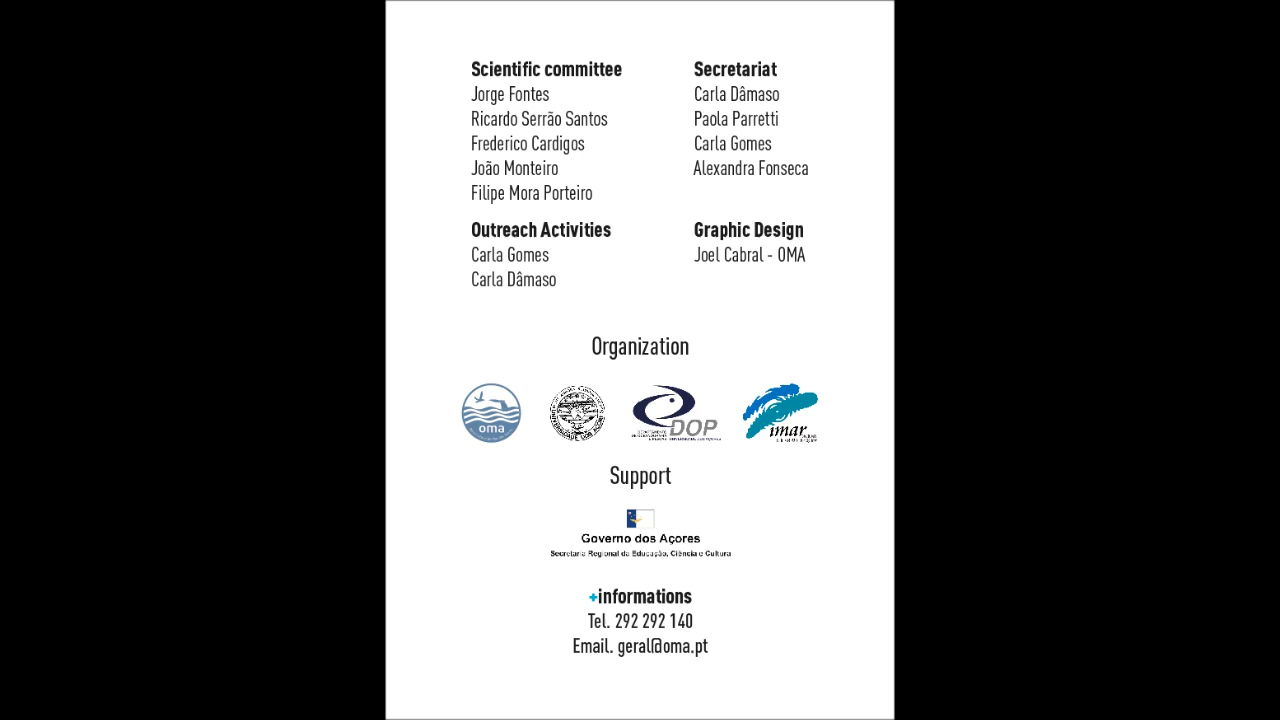 Scientific committee
Jorge Fontes
Ricardo Serrão Santos
Frederico Cardigos
João Monteiro
Filipe Mora Porteiro
Secretariat
Carla Dâmaso
Paola Parretti
Carla Gomes
Alexandra Fonseca
Outreach Activities
Carla Gomes
Carla Dâmaso
Graphic Design
Joel Cabral - OMA
Organization
oma
DOP
imar
Support
Governo dos Açores
Secretaria Regional da Educação, Ciência e Cultura
+informations
Tel. 292 292 140
Email. geral@oma.pt